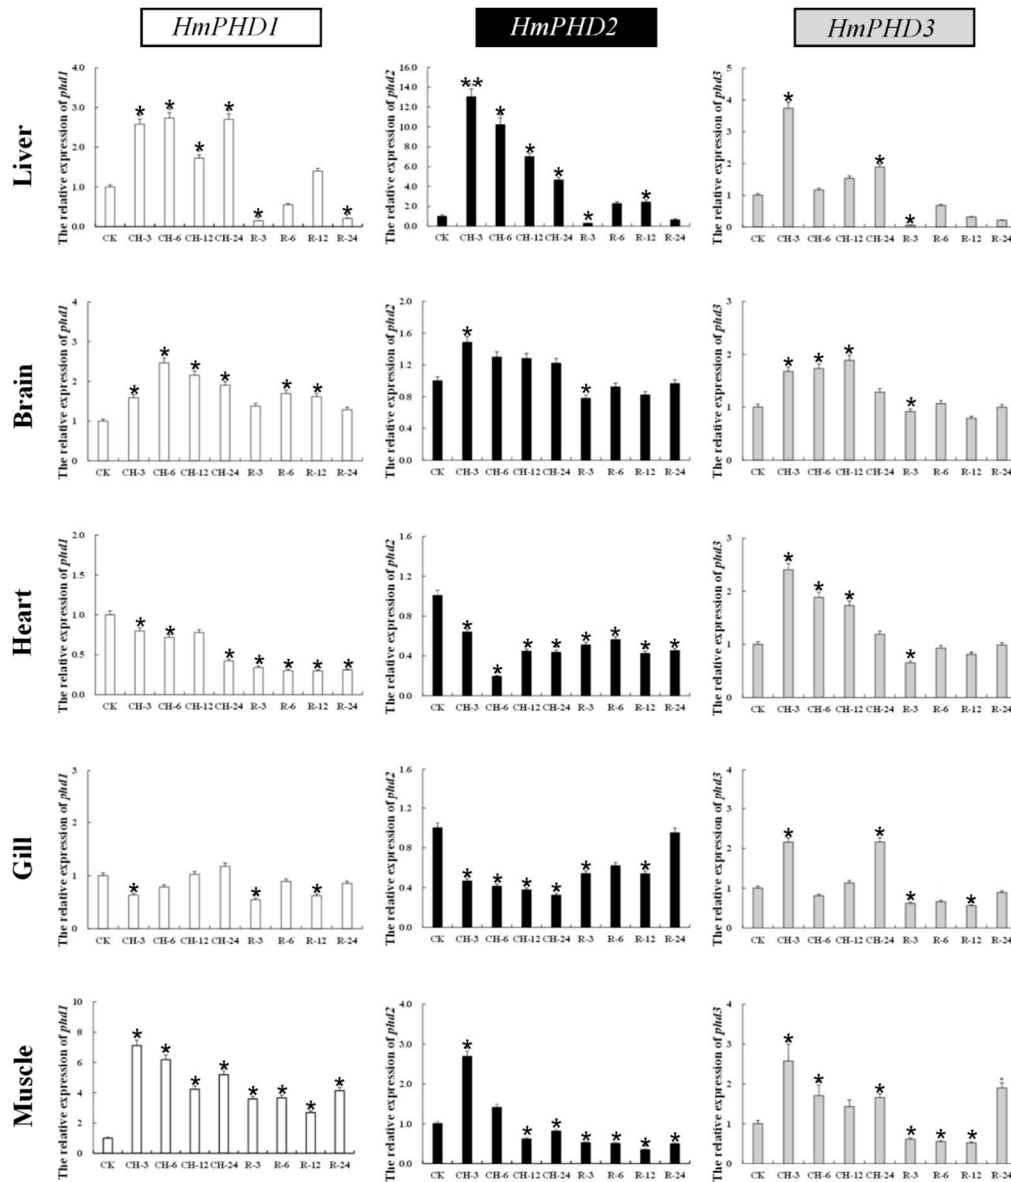 HmPHD1 HmPHD2 HmPHD3
Liver
The relative expression of phd1
4.0
3.0
2.0
1.0
0.0
* * * * * *
CK CH-3 CH-6 CH-12 CH-24 R-3 R-6 R-12 R-24
The relative expression of phd2
16.0
14.0
12.0
10.0
8.0
6.0
4.0
2.0
0.0
** * * * * *
CK CH-3 CH-6 CH-12 CH-24 R-3 R-6 R-12 R-24
The relative expression of phd3
5
4
3
2
1
0
* * *
CK CH-3 CH-6 CH-12 CH-24 R-3 R-6 R-12 R-24
Brain
The relative expression of phd1
4
3
2
1
0
* * * * * *
CK CH-3 CH-6 CH-12 CH-24 R-3 R-6 R-12 R-24
The relative expression of phd2
2.0
1.6
1.2
0.8
0.4
0.0
* *
CK CH-3 CH-6 CH-12 CH-24 R-3 R-6 R-12 R-24
The relative expression of phd3
3
2
1
0
* * * *
CK CH-3 CH-6 CH-12 CH-24 R-3 R-6 R-12 R-24
Heart
The relative expression of phd1
2.0
1.5
1.0
0.5
0.0
* * * * * * *
CK CH-3 CH-6 CH-12 CH-24 R-3 R-6 R-12 R-24
The relative expression of phd2
1.6
1.2
0.8
0.4
0.0
* * * * * * * *
CK CH-3 CH-6 CH-12 CH-24 R-3 R-6 R-12 R-24
The relative expression of phd3
3
2
1
0
* * * *
CK CH-3 CH-6 CH-12 CH-24 R-3 R-6 R-12 R-24
Gill
The relative expression of phd1
3
2
1
0
* * *
CK CH-3 CH-6 CH-12 CH-24 R-3 R-6 R-12 R-24
The relative expression of phd2
1.6
1.2
0.8
0.4
0.0
* * * * * *
CK CH-3 CH-6 CH-12 CH-24 R-3 R-6 R-12 R-24
The relative expression of phd3
4
3
2
1
0
* * * *
CK CH-3 CH-6 CH-12 CH-24 R-3 R-6 R-12 R-24
Muscle
The relative expression of phd1
10
8
6
4
2
0
* * * * * * * *
CK CH-3 CH-6 CH-12 CH-24 R-3 R-6 R-12 R-24
The relative expression of phd2
4.0
3.0
2.0
1.0
0.0
* * * * * * *
CK CH-3 CH-6 CH-12 CH-24 R-3 R-6 R-12 R-24
The relative expression of phd3
4
3
2
1
0
* * * * * * *
CK CH-3 CH-6 CH-12 CH-24 R-3 R-6 R-12 R-24